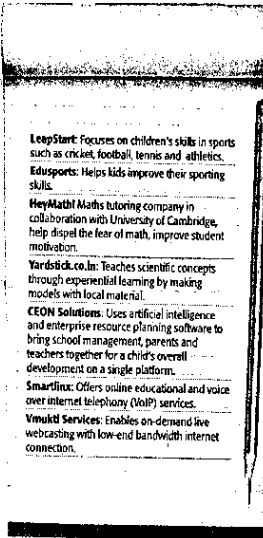 LeapStart: Focuses on children's skills in sports
such as cricket, football, tennis and athletics.
Edusports: Helps kids improve their sporting
skills.
HeyMath! Maths tutoring company in
collaboration with University of Cambridge,
help dispel the fear of math, improve student
motivation.
Yardstick.co.in: Teaches scientific concepts
through experiential learning by making
models with local material.
CEON Solutions: Uses artificial intelligence
and enterprise resource planning software to
bring school management, parents and
teachers together for a child's overall
development on a single platform.
Smartlinx: Offers online educational and voice
over internet telephony (VoIP) services.
Vmukti Services: Enables on-demand live
webcasting with low-end bandwidth internet
connection.